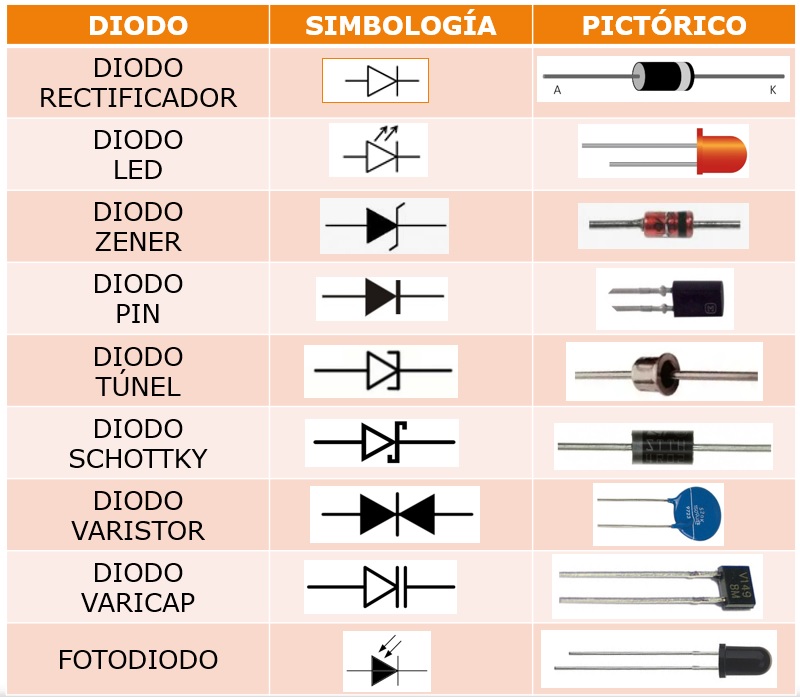 DIODO
SIMBOLOGÍA
PICTÓRICO
DIODO
RECTIFICADOR
A
K
DIODO
LED
DIODO
ZENER
DIODO
PIN
DIODO
TÚNEL
DIODO
SCHOTTKY
DIODO
VARISTOR
DIODO
VARICAP
V149
8M
FOTODIODO